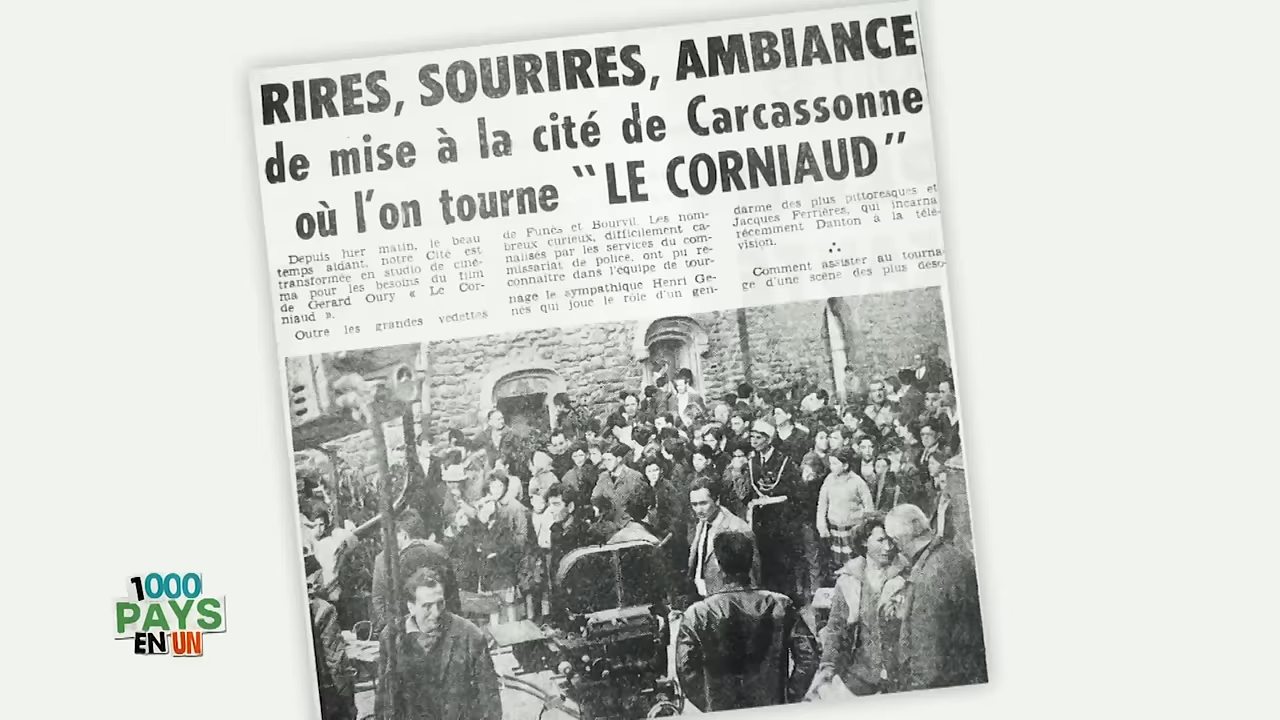 RIRES, SOURIRES, AMBIANCE
de mise à la cité de Carcassonne
où l'on tourne "LE CORNIAUD"
Depuis hier matin, le beau
temps aidant, notre Cité est
transformée en studio de ciné-
ma pour les besoins du film
de Gérard Oury « Le Cor-
niaud ».
Outre les grandes vedettes
de Funès et Bourvil. Les nom-
breux curieux, difficilement ca-
nalisés par les services du com-
missariat de police, ont pu re-
connaître dans l'équipe de tour-
nage le sympathique Henri Ge-
nès qui joue le rôle d'un gen-
darme des plus pittoresques et
Jacques Ferrières, qui incarna
récemment Danton à la télé-
vision.
Comment assister au tourna-
ge d'une scène des plus déso-
1000
PAYS
EN UN